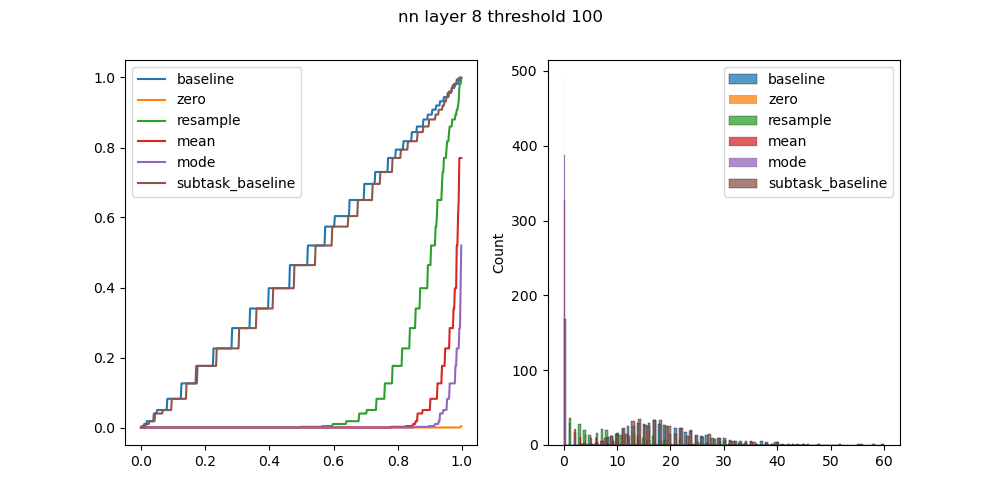 nn layer 8 threshold 100
baseline
zero
resample
mean
mode
subtask_baseline
1.0
0.8
0.6
0.4
0.2
0.0
0.0 0.2 0.4 0.6 0.8 1.0
baseline
zero
resample
mean
mode
subtask_baseline
Count
500
400
300
200
100
0
0 10 20 30 40 50 60